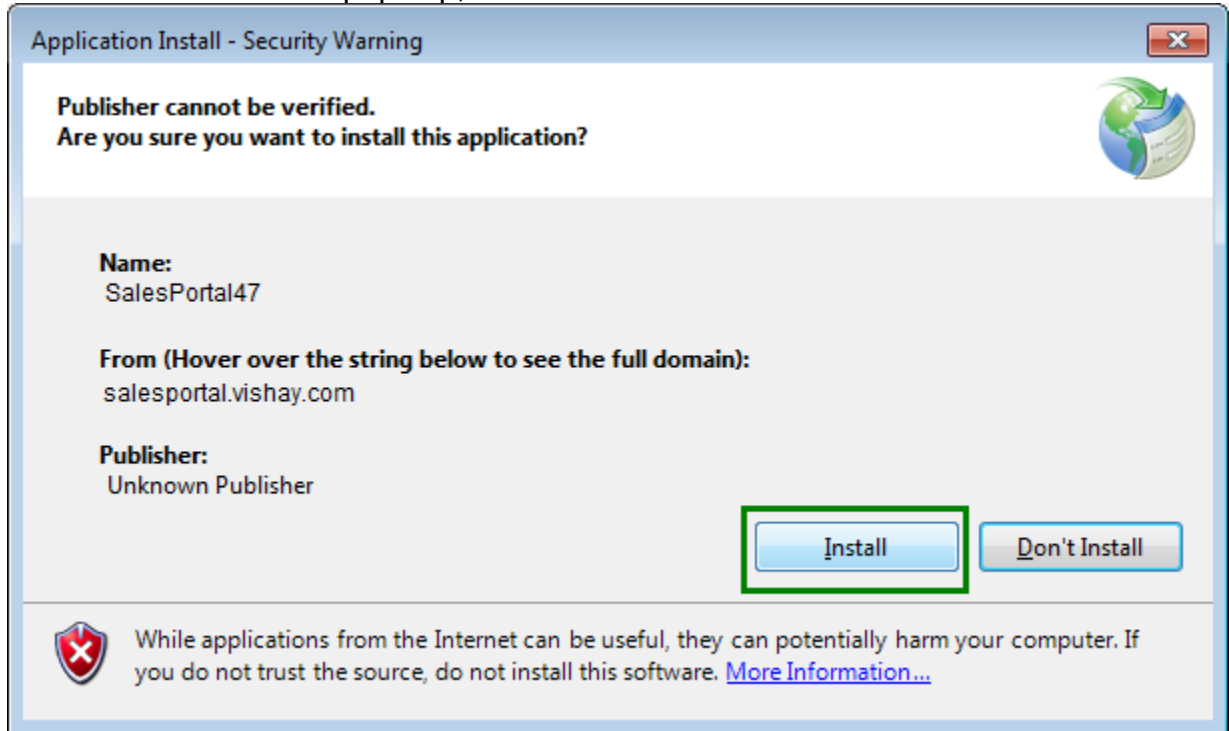 Application Install - Security Warning
Publisher cannot be verified.
Are you sure you want to install this application?
Name:
SalesPortal47
From (Hover over the string below to see the full domain):
salesportal.vishay.com
Publisher:
Unknown Publisher
Install Don't Install
While applications from the Internet can be useful, they can potentially harm your computer. If
you do not trust the source, do not install this software. More Information...